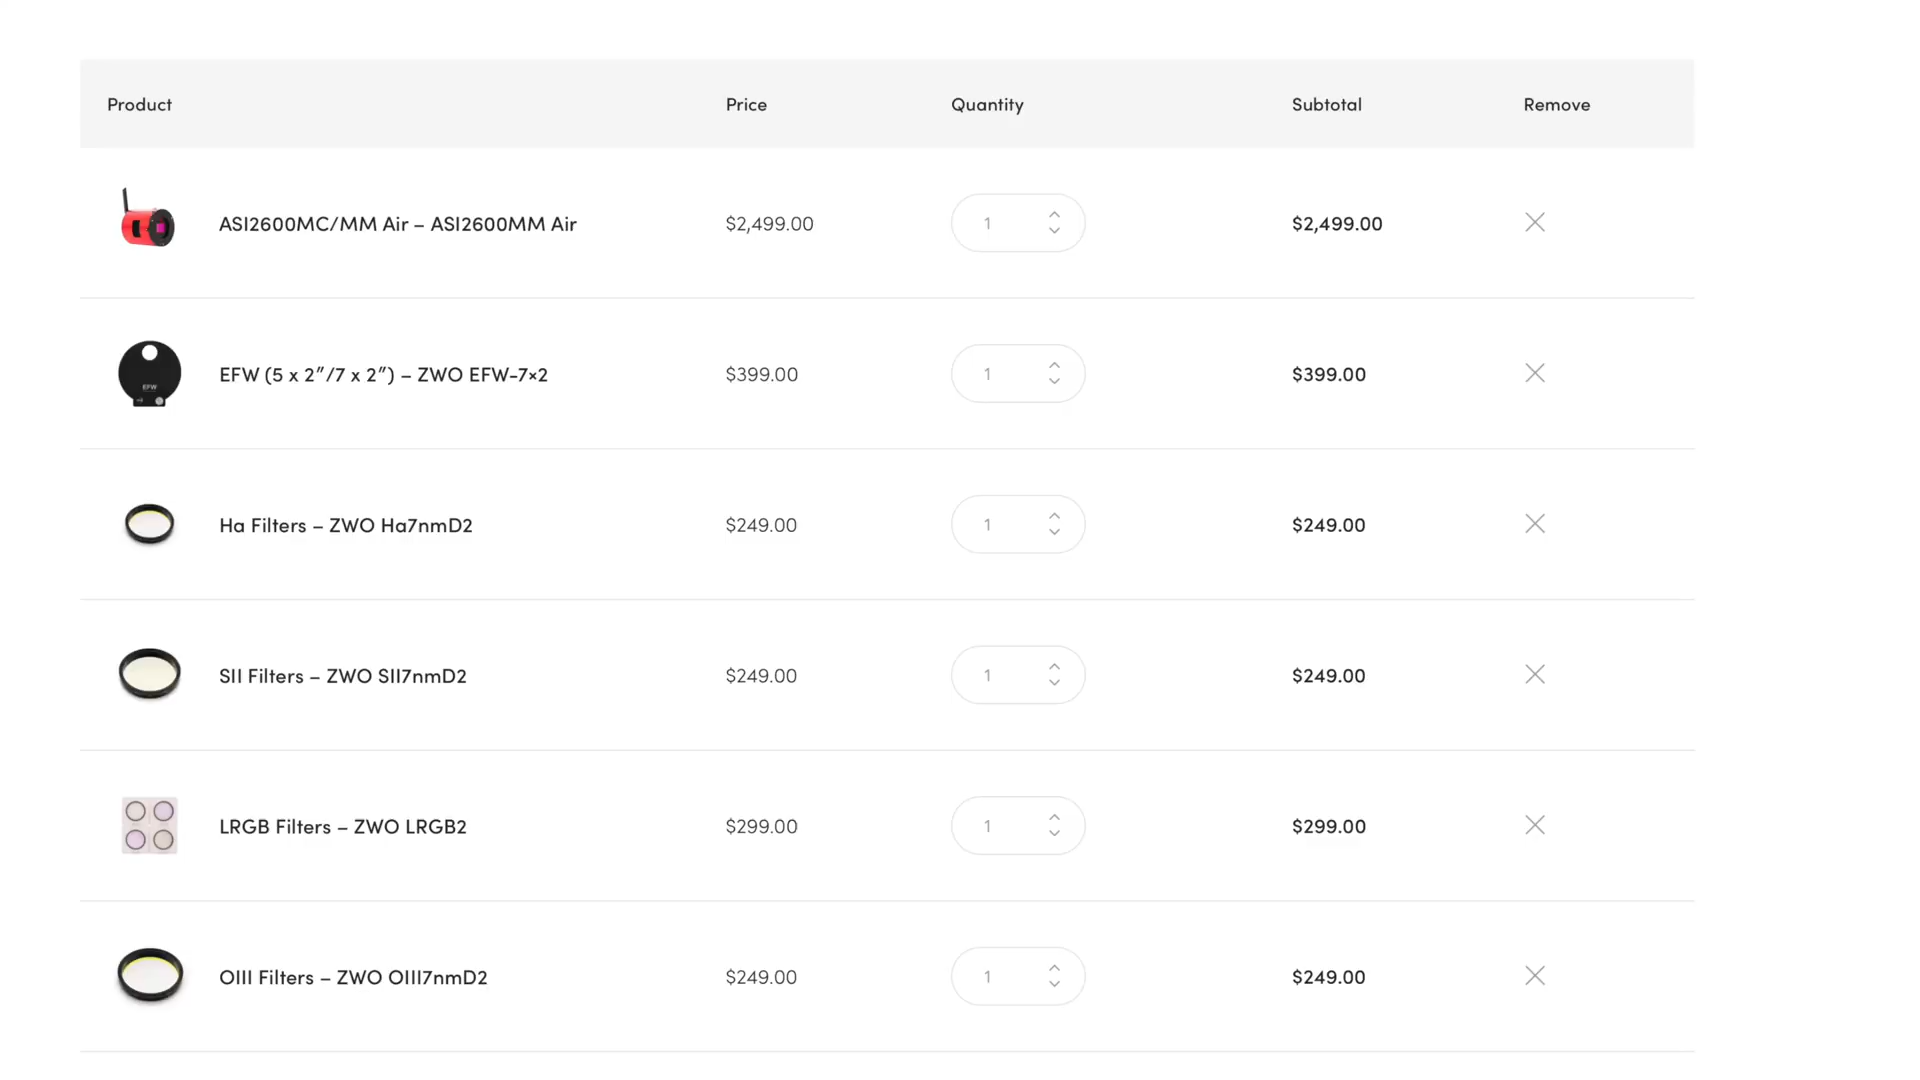 Product Price Quantity Subtotal Remove
ASI2600MC/MM Air – ASI2600MM Air $2,499.00 1 $2,499.00
EFW
EFW (5 x 2″/7 x 2″) – ZWO EFW-7×2 $399.00 1 $399.00
Ha Filters – ZWO Ha7nmD2 $249.00 1 $249.00
SII Filters – ZWO SII7nmD2 $249.00 1 $249.00
LRGB Filters – ZWO LRGB2 $299.00 1 $299.00
OIII Filters – ZWO OIII7nmD2 $249.00 1 $249.00